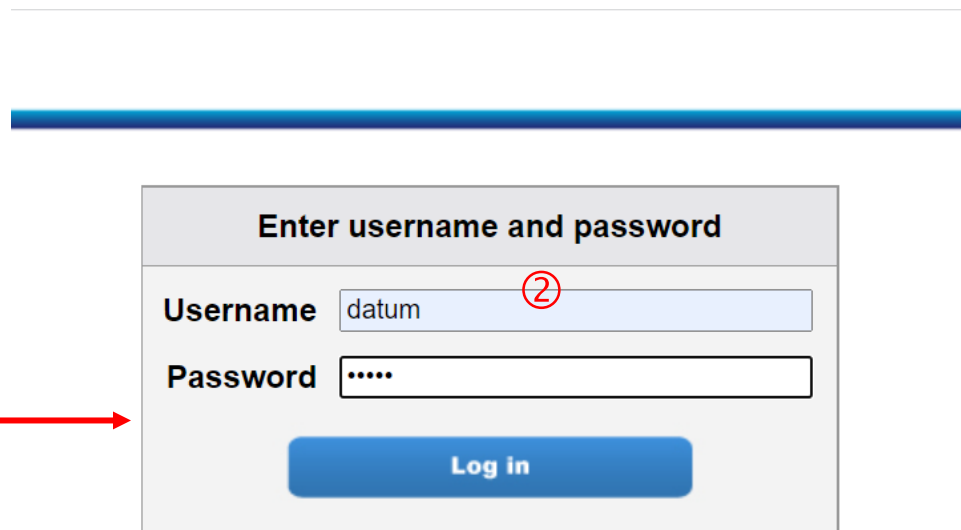 Enter username and password
②
Username datum
Password •••••
Log in